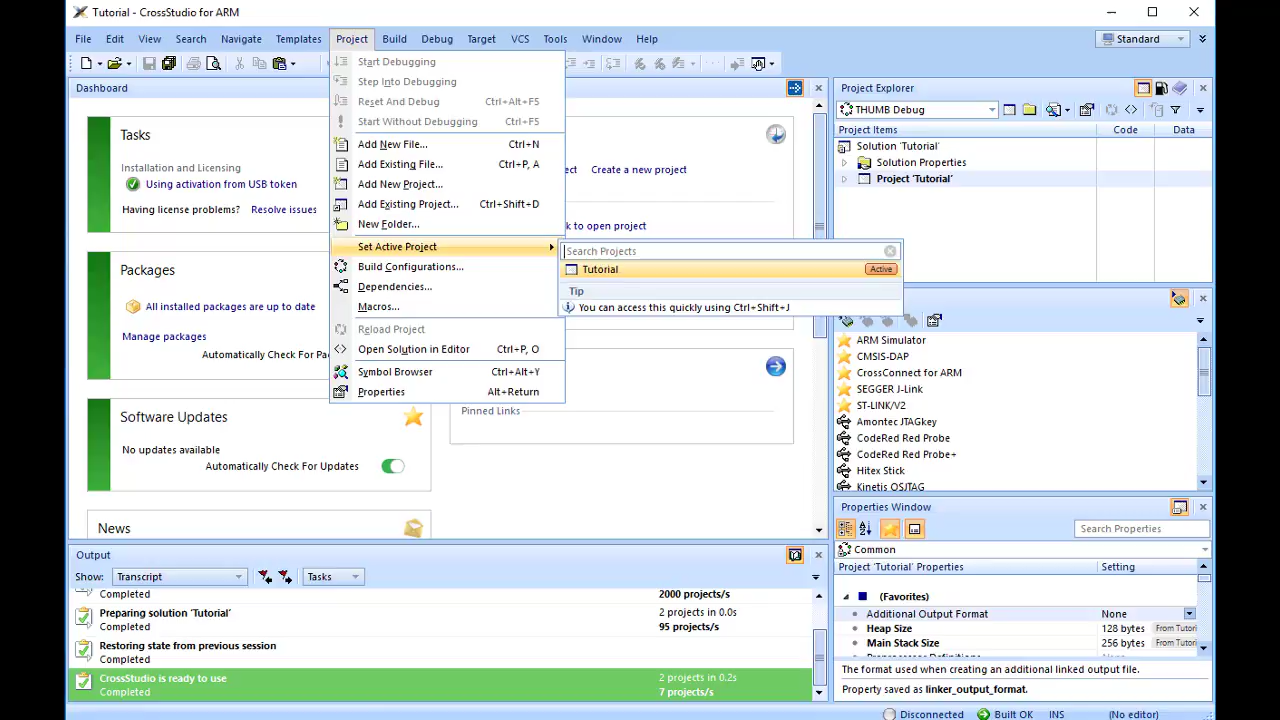 Tutorial - CrossStudio for ARM
File Edit View Search Navigate Templates Project Build Debug Target VCS Tools Window Help
Standard
Dashboard
Tasks
Installation and Licensing
Using activation from USB token
Having license problems? Resolve issues
Packages
All installed packages are up to date
Manage packages
Automatically Check For
Software Updates
No updates available
Automatically Check For Updates
News
Start Debugging
Step Into Debugging
Reset And Debug Ctrl+Alt+F5
Start Without Debugging Ctrl+F5
Add New File... Ctrl+N
Add Existing File... Ctrl+P, A
Add New Project...
Add Existing Project... Ctrl+Shift+D
New Folder...
Set Active Project
Build Configurations...
Dependencies...
Macros...
Reload Project
Open Solution in Editor Ctrl+P, O
Symbol Browser Ctrl+Alt+Y
Properties Alt+Return
Create a new project
to open project
Search Projects
Tutorial Active
Tip
You can access this quickly using Ctrl+Shift+J
Pinned Links
Project Explorer
THUMB Debug
Project Items Code Data
Solution 'Tutorial'
Solution Properties
Project 'Tutorial'
ARM Simulator
CMSIS-DAP
CrossConnect for ARM
SEGGER J-Link
ST-LINK/V2
Amontec JTAGkey
CodeRed Red Probe
CodeRed Red Probe+
Hitex Stick
Kinetis OSJTAG
Properties Window
Search Properties
Common
Project 'Tutorial' Properties Setting
(Favorites)
Additional Output Format None
Heap Size 128 bytes From Tutori
Main Stack Size 256 bytes From Tutori
The format used when creating an additional linked output file.
Property saved as linker_output_format.
Output
Show: Transcript Tasks
Completed 2000 projects/s
Preparing solution 'Tutorial' 2 projects in 0.0s
Completed 95 projects/s
Restoring state from previous session
Completed
CrossStudio is ready to use 2 projects in 0.2s
Completed 7 projects/s
Disconnected Built OK INS (No editor)